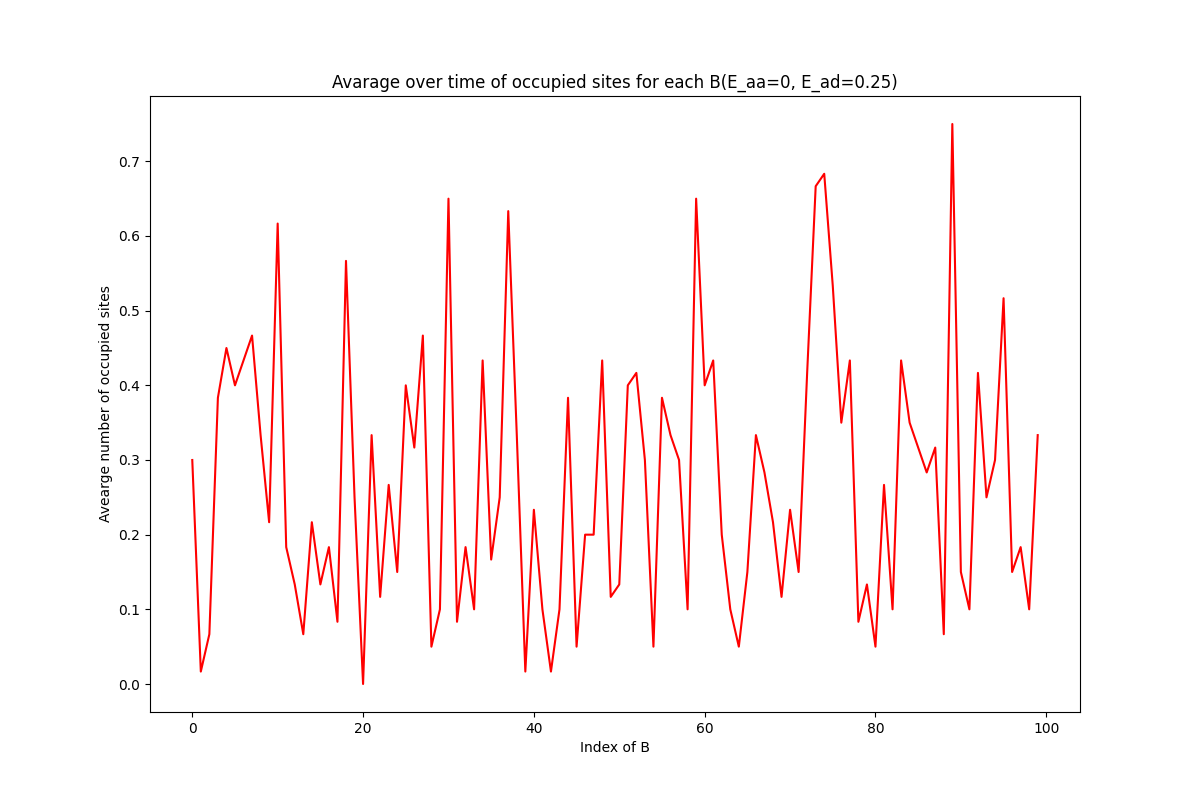 Avarage over time of occupied sites for each B(E_aa=0, E_ad=0.25)
0.7
0.6
0.5
0.4
0.3
0.2
0.1
0.0
Avearge number of occupied sites
0 20 40 60 80 100
Index of B